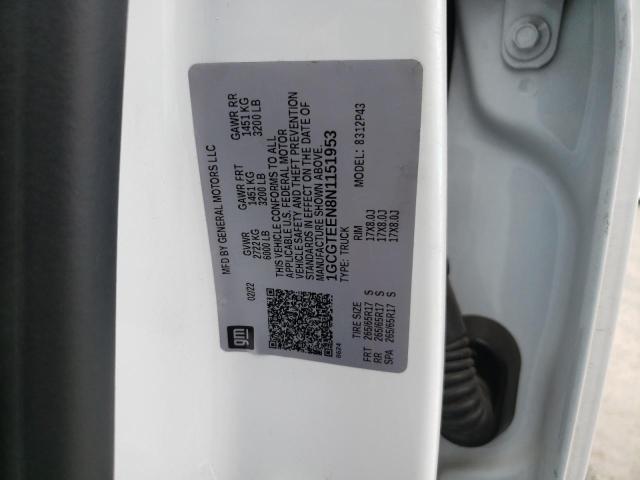 MFD BY GENERAL MOTORS LLC
02/22
GVWR
2722 KG
6000 LB
GAWR FRT
1451 KG
3200 LB
GAWR RR
1451 KG
3200 LB
THIS VEHICLE CONFORMS TO ALL
APPLICABLE U.S. FEDERAL MOTOR
VEHICLE SAFETY AND THEFT PREVENTION
STANDARDS IN EFFECT ON THE DATE OF
MANUFACTURE SHOWN ABOVE.
1GCGTEEN8N1151953
TYPE: TRUCK
MODEL: 8312P43
gm
6624
TIRE SIZE
RIM
FRT 265/65R17 S 17X8.0J
RR 265/65R17 S 17X8.0J
SPA 265/65R17 S 17X8.0J